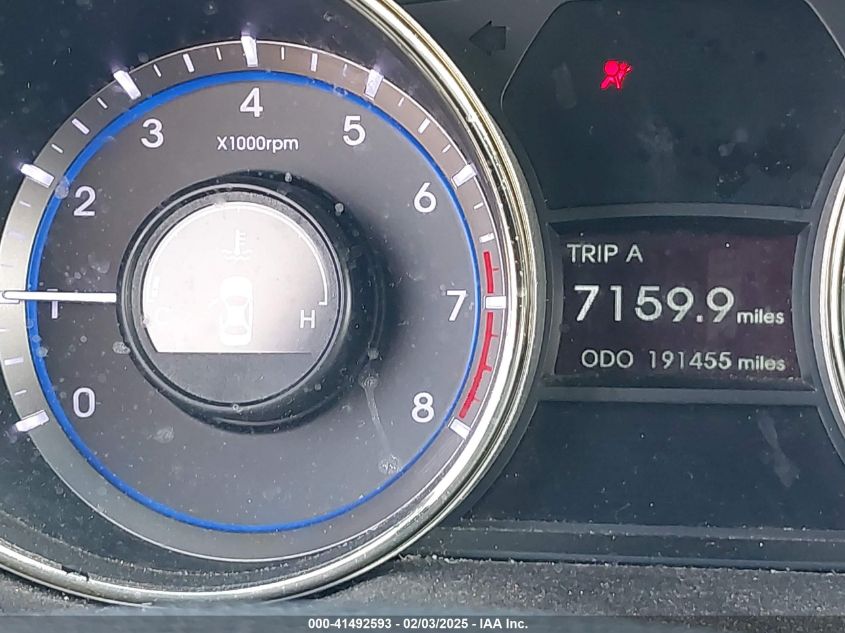 0
1
2
3
4
5
6
7
8
X1000rpm
C
H
TRIP A
7159.9 miles
ODO 191455 miles
000-41492593 - 02/03/2025 - IAA Inc.